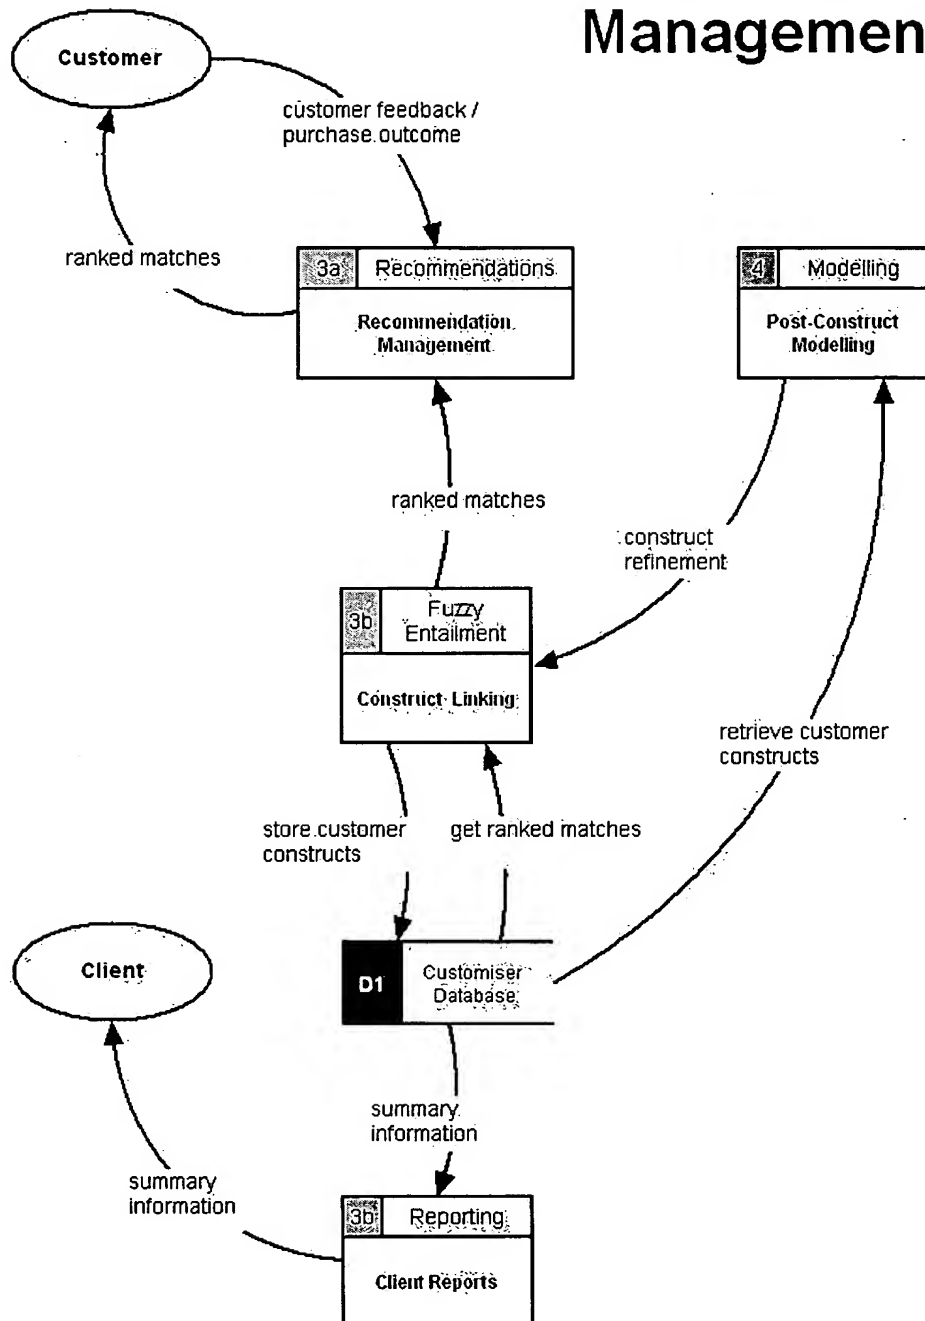 Managemen
Customer
customer feedback /
purchase outcome
ranked matches
3a Recommendations
Recommendation
Management
4 Modelling
Post-Construct
Modelling
ranked matches
construct
refinement
3b Fuzzy
Entailment
Construct Linking
retrieve customer
constructs
store customer
constructs
get ranked matches
Client
D1 Customiser
Database
summary
information
summary
information
3b Reporting
Client Reports